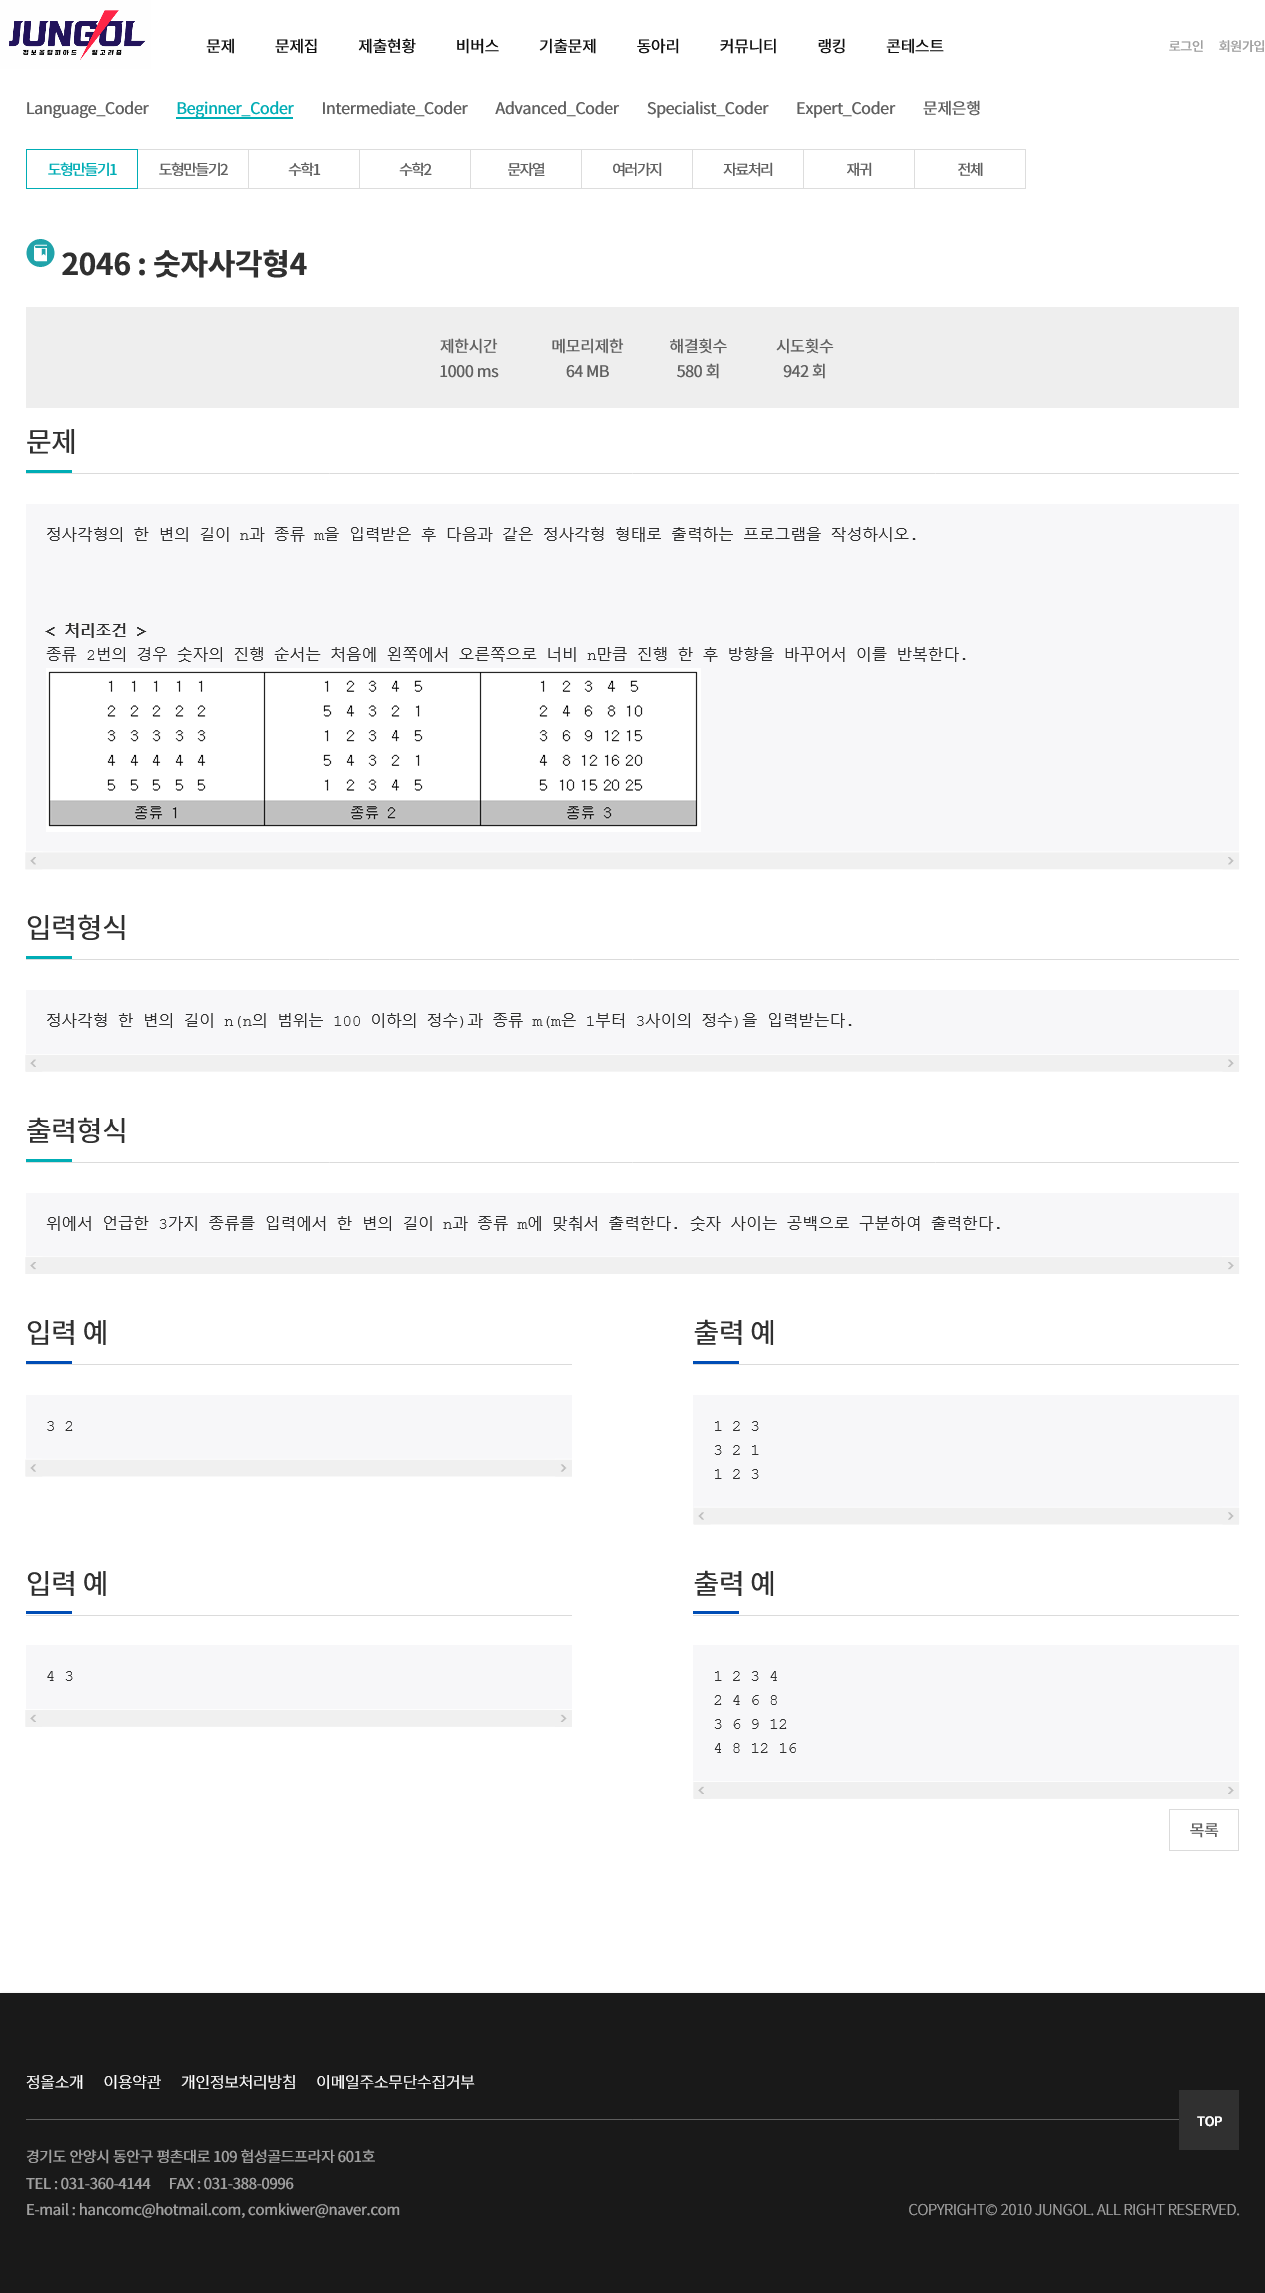 JUNGOL
정보올림피아드 알고리즘
문제 문제집 제출현황 비버스 기출문제 동아리 커뮤니티 랭킹 콘테스트 로그인 회원가입
Language_Coder Beginner_Coder Intermediate_Coder Advanced_Coder Specialist_Coder Expert_Coder 문제은행
도형만들기1 도형만들기2 수학1 수학2 문자열 여러가지 자료처리 재귀 전체
2046 : 숫자사각형4
제한시간 메모리제한 해결횟수 시도횟수
1000 ms 64 MB 580 회 942 회
문제
정사각형의 한 변의 길이 n과 종류 m을 입력받은 후 다음과 같은 정사각형 형태로 출력하는 프로그램을 작성하시오.
< 처리조건 >
종류 2번의 경우 숫자의 진행 순서는 처음에 왼쪽에서 오른쪽으로 너비 n만큼 진행 한 후 방향을 바꾸어서 이를 반복한다.
1 1 1 1 1 1 2 3 4 5 1 2 3 4 5
2 2 2 2 2 5 4 3 2 1 2 4 6 8 10
3 3 3 3 3 1 2 3 4 5 3 6 9 12 15
4 4 4 4 4 5 4 3 2 1 4 8 12 16 20
5 5 5 5 5 1 2 3 4 5 5 10 15 20 25
종류 1 종류 2 종류 3
입력형식
정사각형 한 변의 길이 n(n의 범위는 100 이하의 정수)과 종류 m(m은 1부터 3사이의 정수)을 입력받는다.
출력형식
위에서 언급한 3가지 종류를 입력에서 한 변의 길이 n과 종류 m에 맞춰서 출력한다. 숫자 사이는 공백으로 구분하여 출력한다.
입력 예
3 2
출력 예
1 2 3
3 2 1
1 2 3
입력 예
4 3
출력 예
1 2 3 4
2 4 6 8
3 6 9 12
4 8 12 16
목록
정올소개 이용약관 개인정보처리방침 이메일주소무단수집거부
TOP
경기도 안양시 동안구 평촌대로 109 협성골드프라자 601호
TEL : 031-360-4144 FAX : 031-388-0996
E-mail : hancomc@hotmail.com, comkiwer@naver.com
COPYRIGHT© 2010 JUNGOL. ALL RIGHT RESERVED.